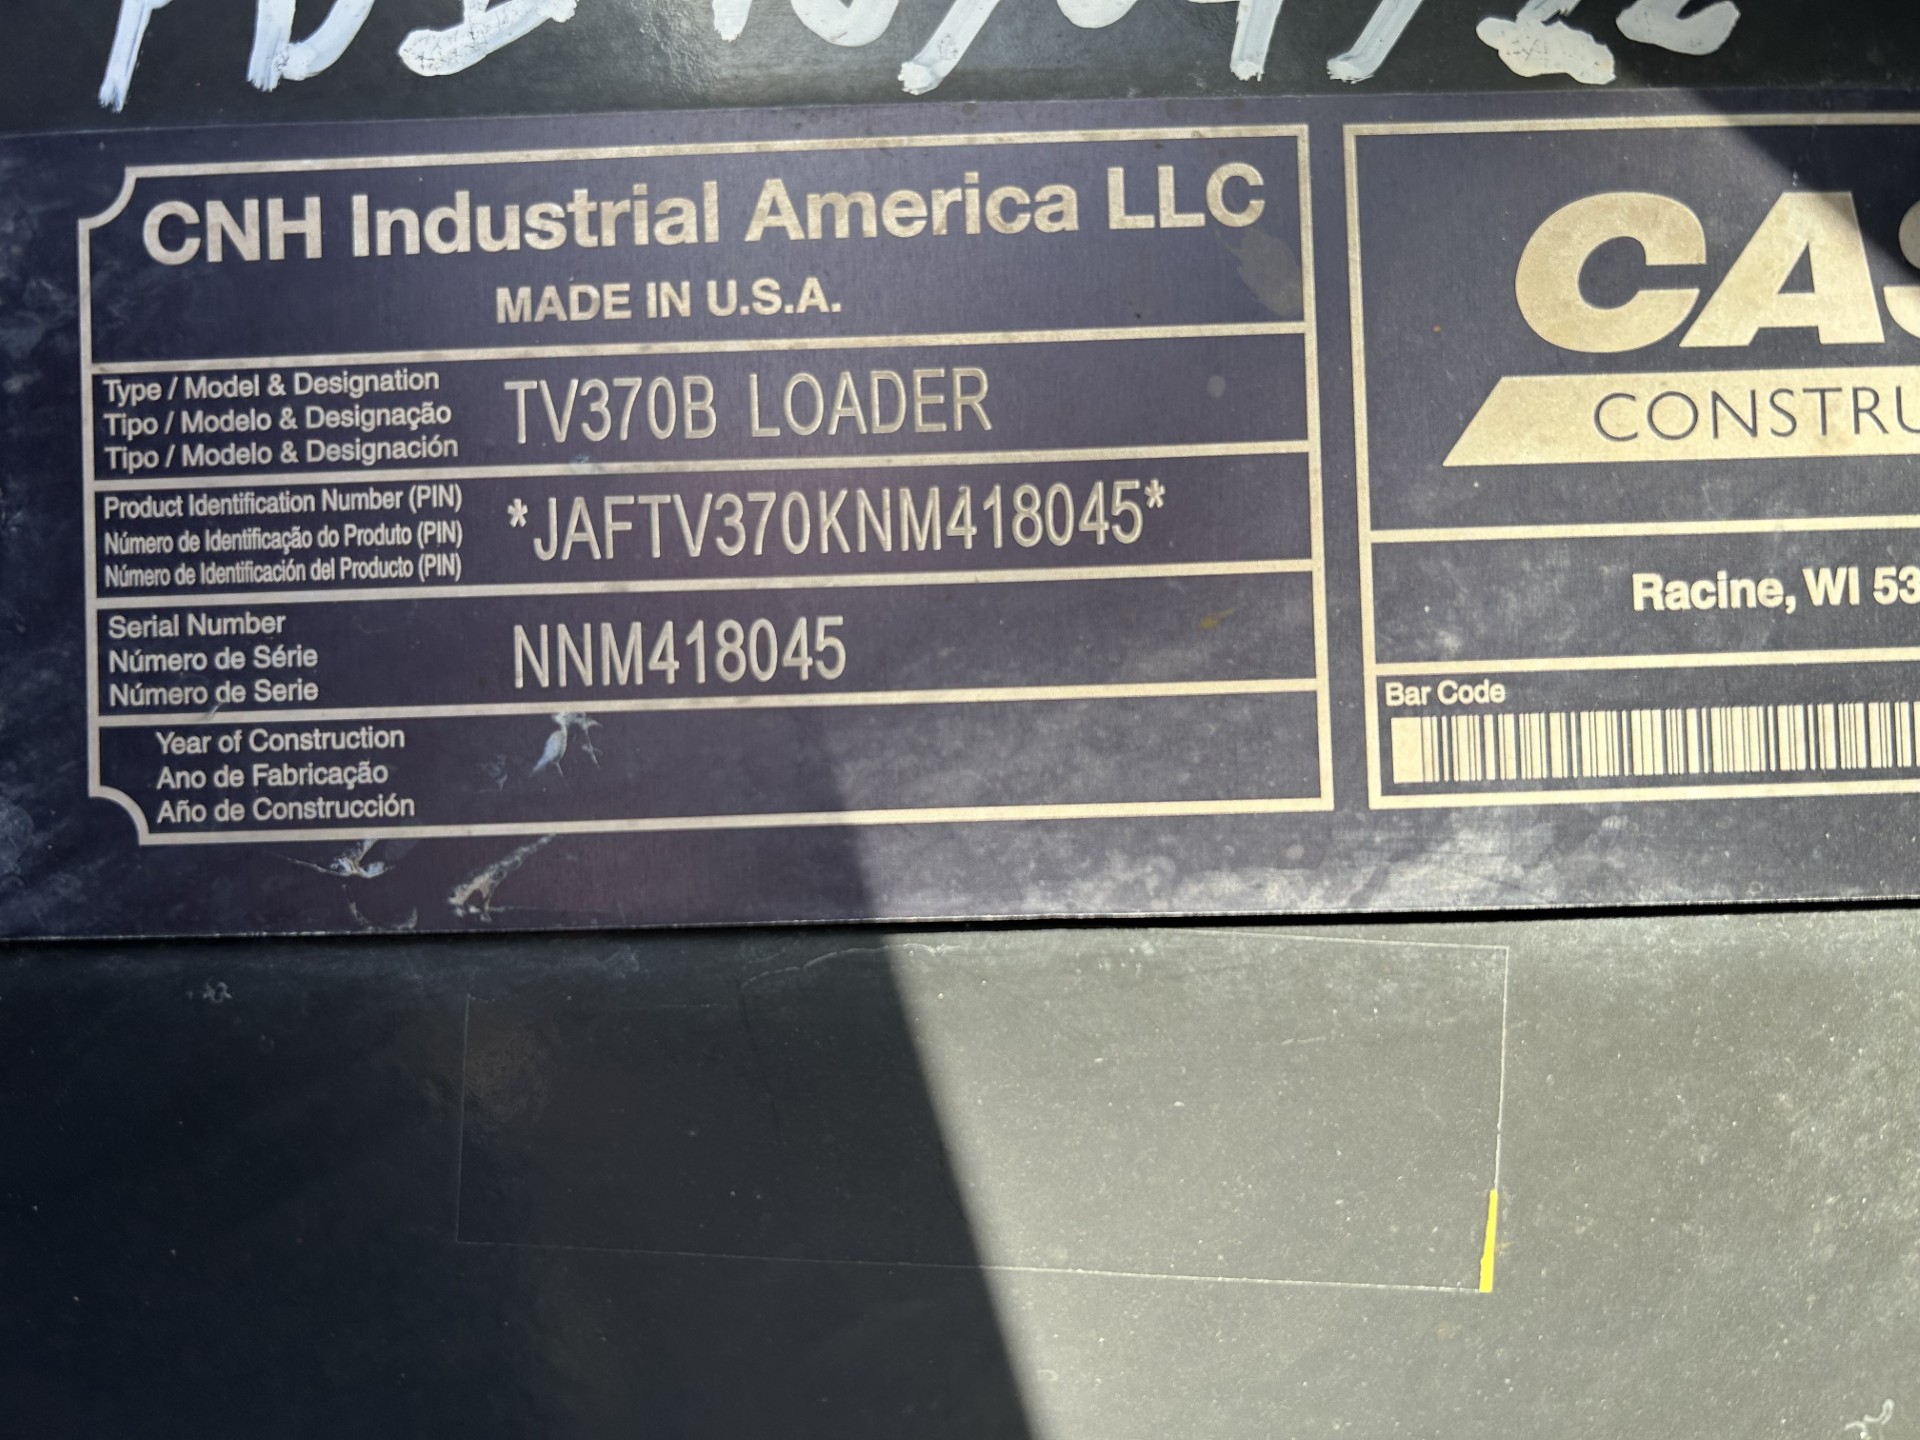 CNH Industrial America LLC
MADE IN U.S.A.
Type / Model & Designation
Tipo / Modelo & Designação
Tipo / Modelo & Designación
TV370B LOADER
Product Identification Number (PIN)
Número de Identificação do Produto (PIN)
Número de Identificación del Producto (PIN)
*JAFTV370KNM418045*
Serial Number
Número de Série
Número de Serie
NNM418045
Year of Construction
Ano de Fabricação
Año de Construcción
CAS
CONSTRU
Racine, WI 53
Bar Code